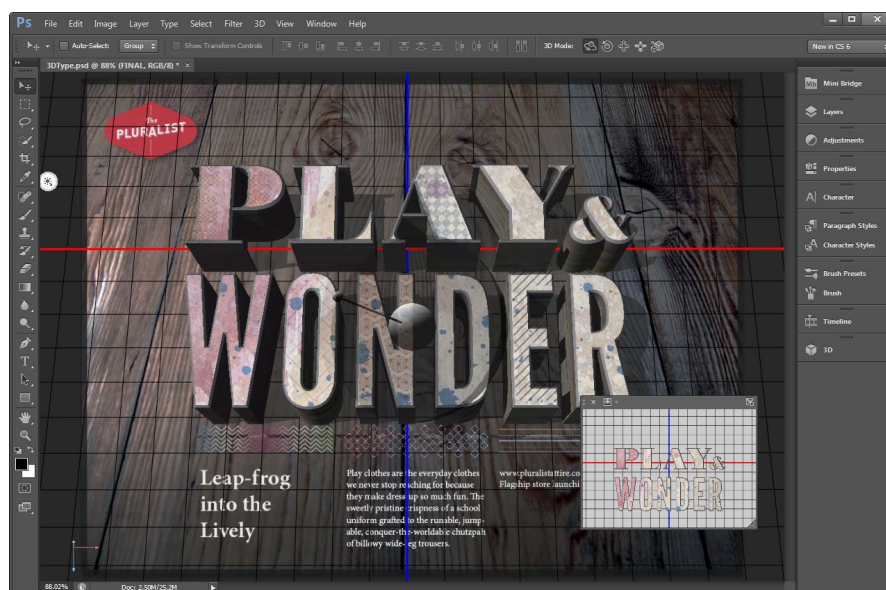 Ps File Edit Image Layer Type Select Filter 3D View Window Help
Auto-Select: Group Show Transform Controls 3D Mode: New in CS 6
3DType.psd @ 88% (FINAL, RGB/8) * ×
The
PLURALIST
PLAY &
WONDER
Leap-frog
into the
Lively
Play clothes are the everyday clothes
we never stop reaching for because
they make dress up so much fun. The
sweetly pristine crispness of a school
uniform grafted to the runable, jump-
able, conquer-the-worldable chutzpah
of billowy wide-leg trousers.
www.pluralistattire.co
Flagship store launchi
PLAY &
WONDER
Mb Mini Bridge
Layers
Adjustments
Properties
Character
Paragraph Styles
Character Styles
Brush Presets
Brush
Timeline
3D
88.02% Doc: 2.50M/25.2M